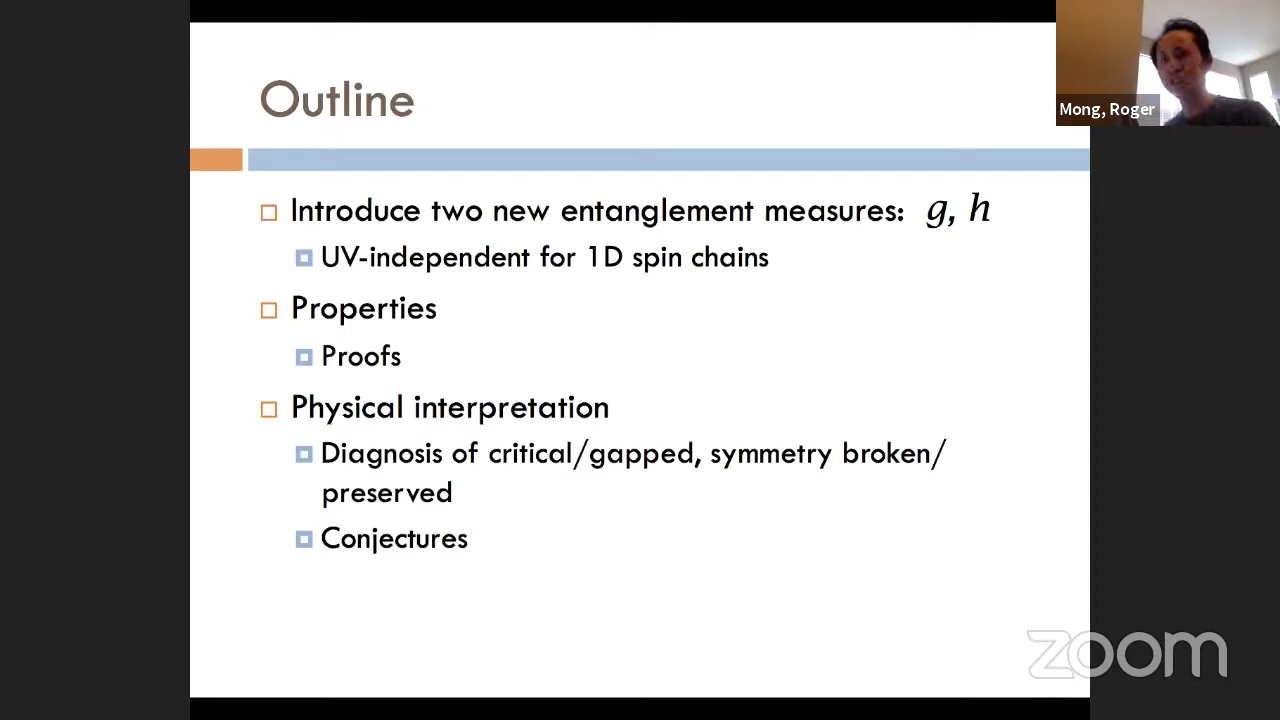 Outline
Mong, Roger
Introduce two new entanglement measures: g, h
UV-independent for 1D spin chains
Properties
Proofs
Physical interpretation
Diagnosis of critical/gapped, symmetry broken/
preserved
Conjectures
zoom